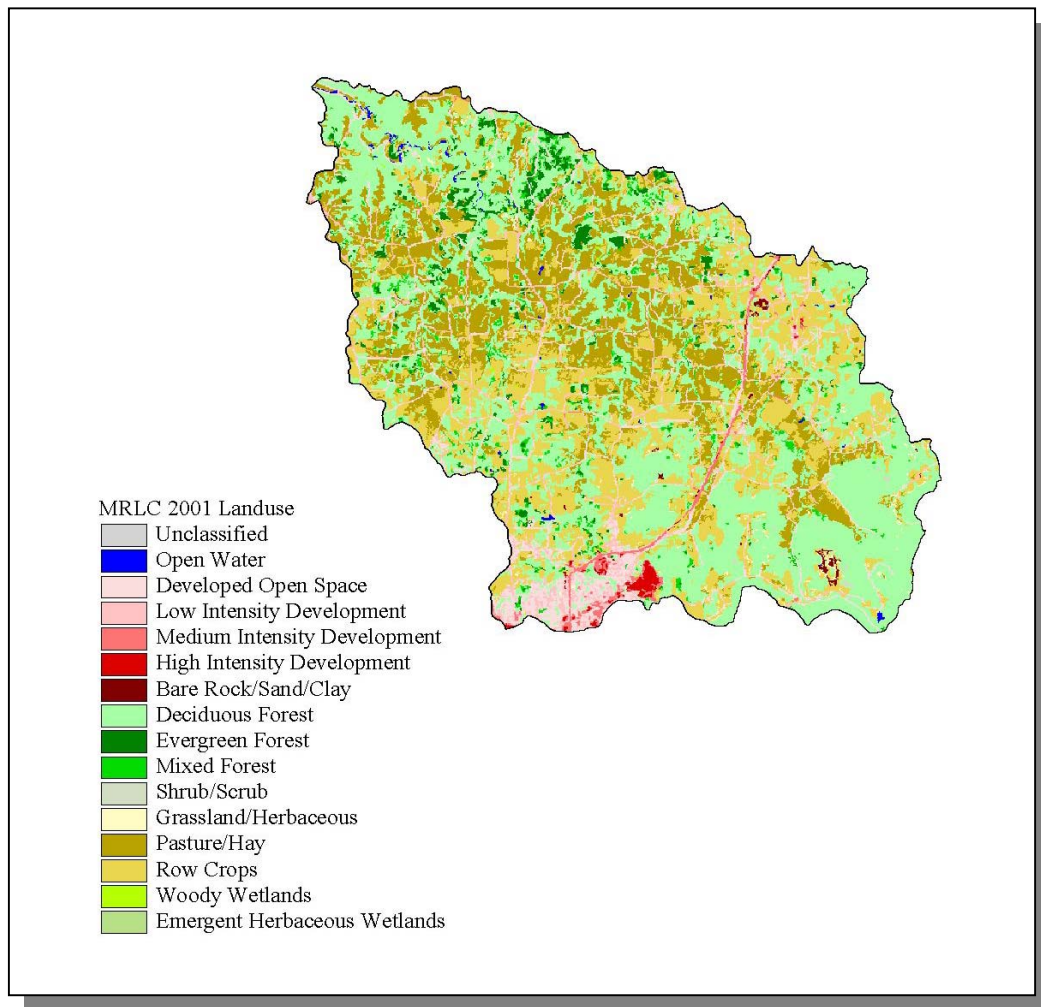 MRLC 2001 Landuse
Unclassified
Open Water
Developed Open Space
Low Intensity Development
Medium Intensity Development
High Intensity Development
Bare Rock/Sand/Clay
Deciduous Forest
Evergreen Forest
Mixed Forest
Shrub/Scrub
Grassland/Herbaceous
Pasture/Hay
Row Crops
Woody Wetlands
Emergent Herbaceous Wetlands